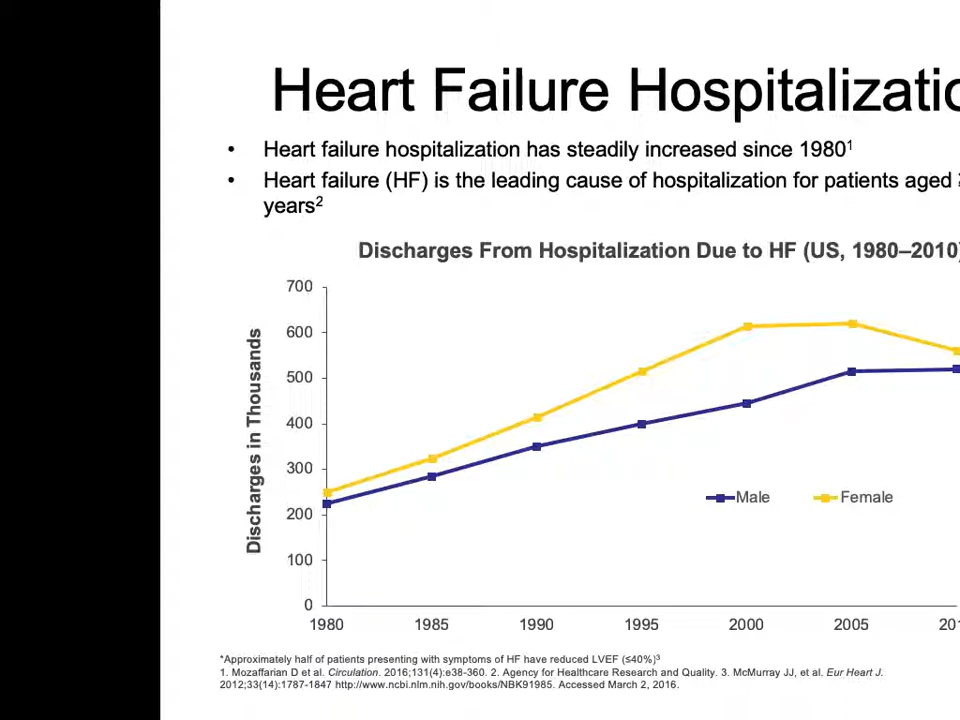 Heart Failure Hospitalizatio
• Heart failure hospitalization has steadily increased since 1980¹
• Heart failure (HF) is the leading cause of hospitalization for patients aged
years²
Discharges From Hospitalization Due to HF (US, 1980–2010)
Discharges in Thousands
700
600
500
400
300
200
100
0
Male
Female
1980 1985 1990 1995 2000 2005 201
*Approximately half of patients presenting with symptoms of HF have reduced LVEF (≤40%)³
1. Mozaffarian D et al. Circulation. 2016;131(4):e38-360. 2. Agency for Healthcare Research and Quality. 3. McMurray JJ, et al. Eur Heart J.
2012;33(14):1787-1847 http://www.ncbi.nlm.nih.gov/books/NBK91985. Accessed March 2, 2016.